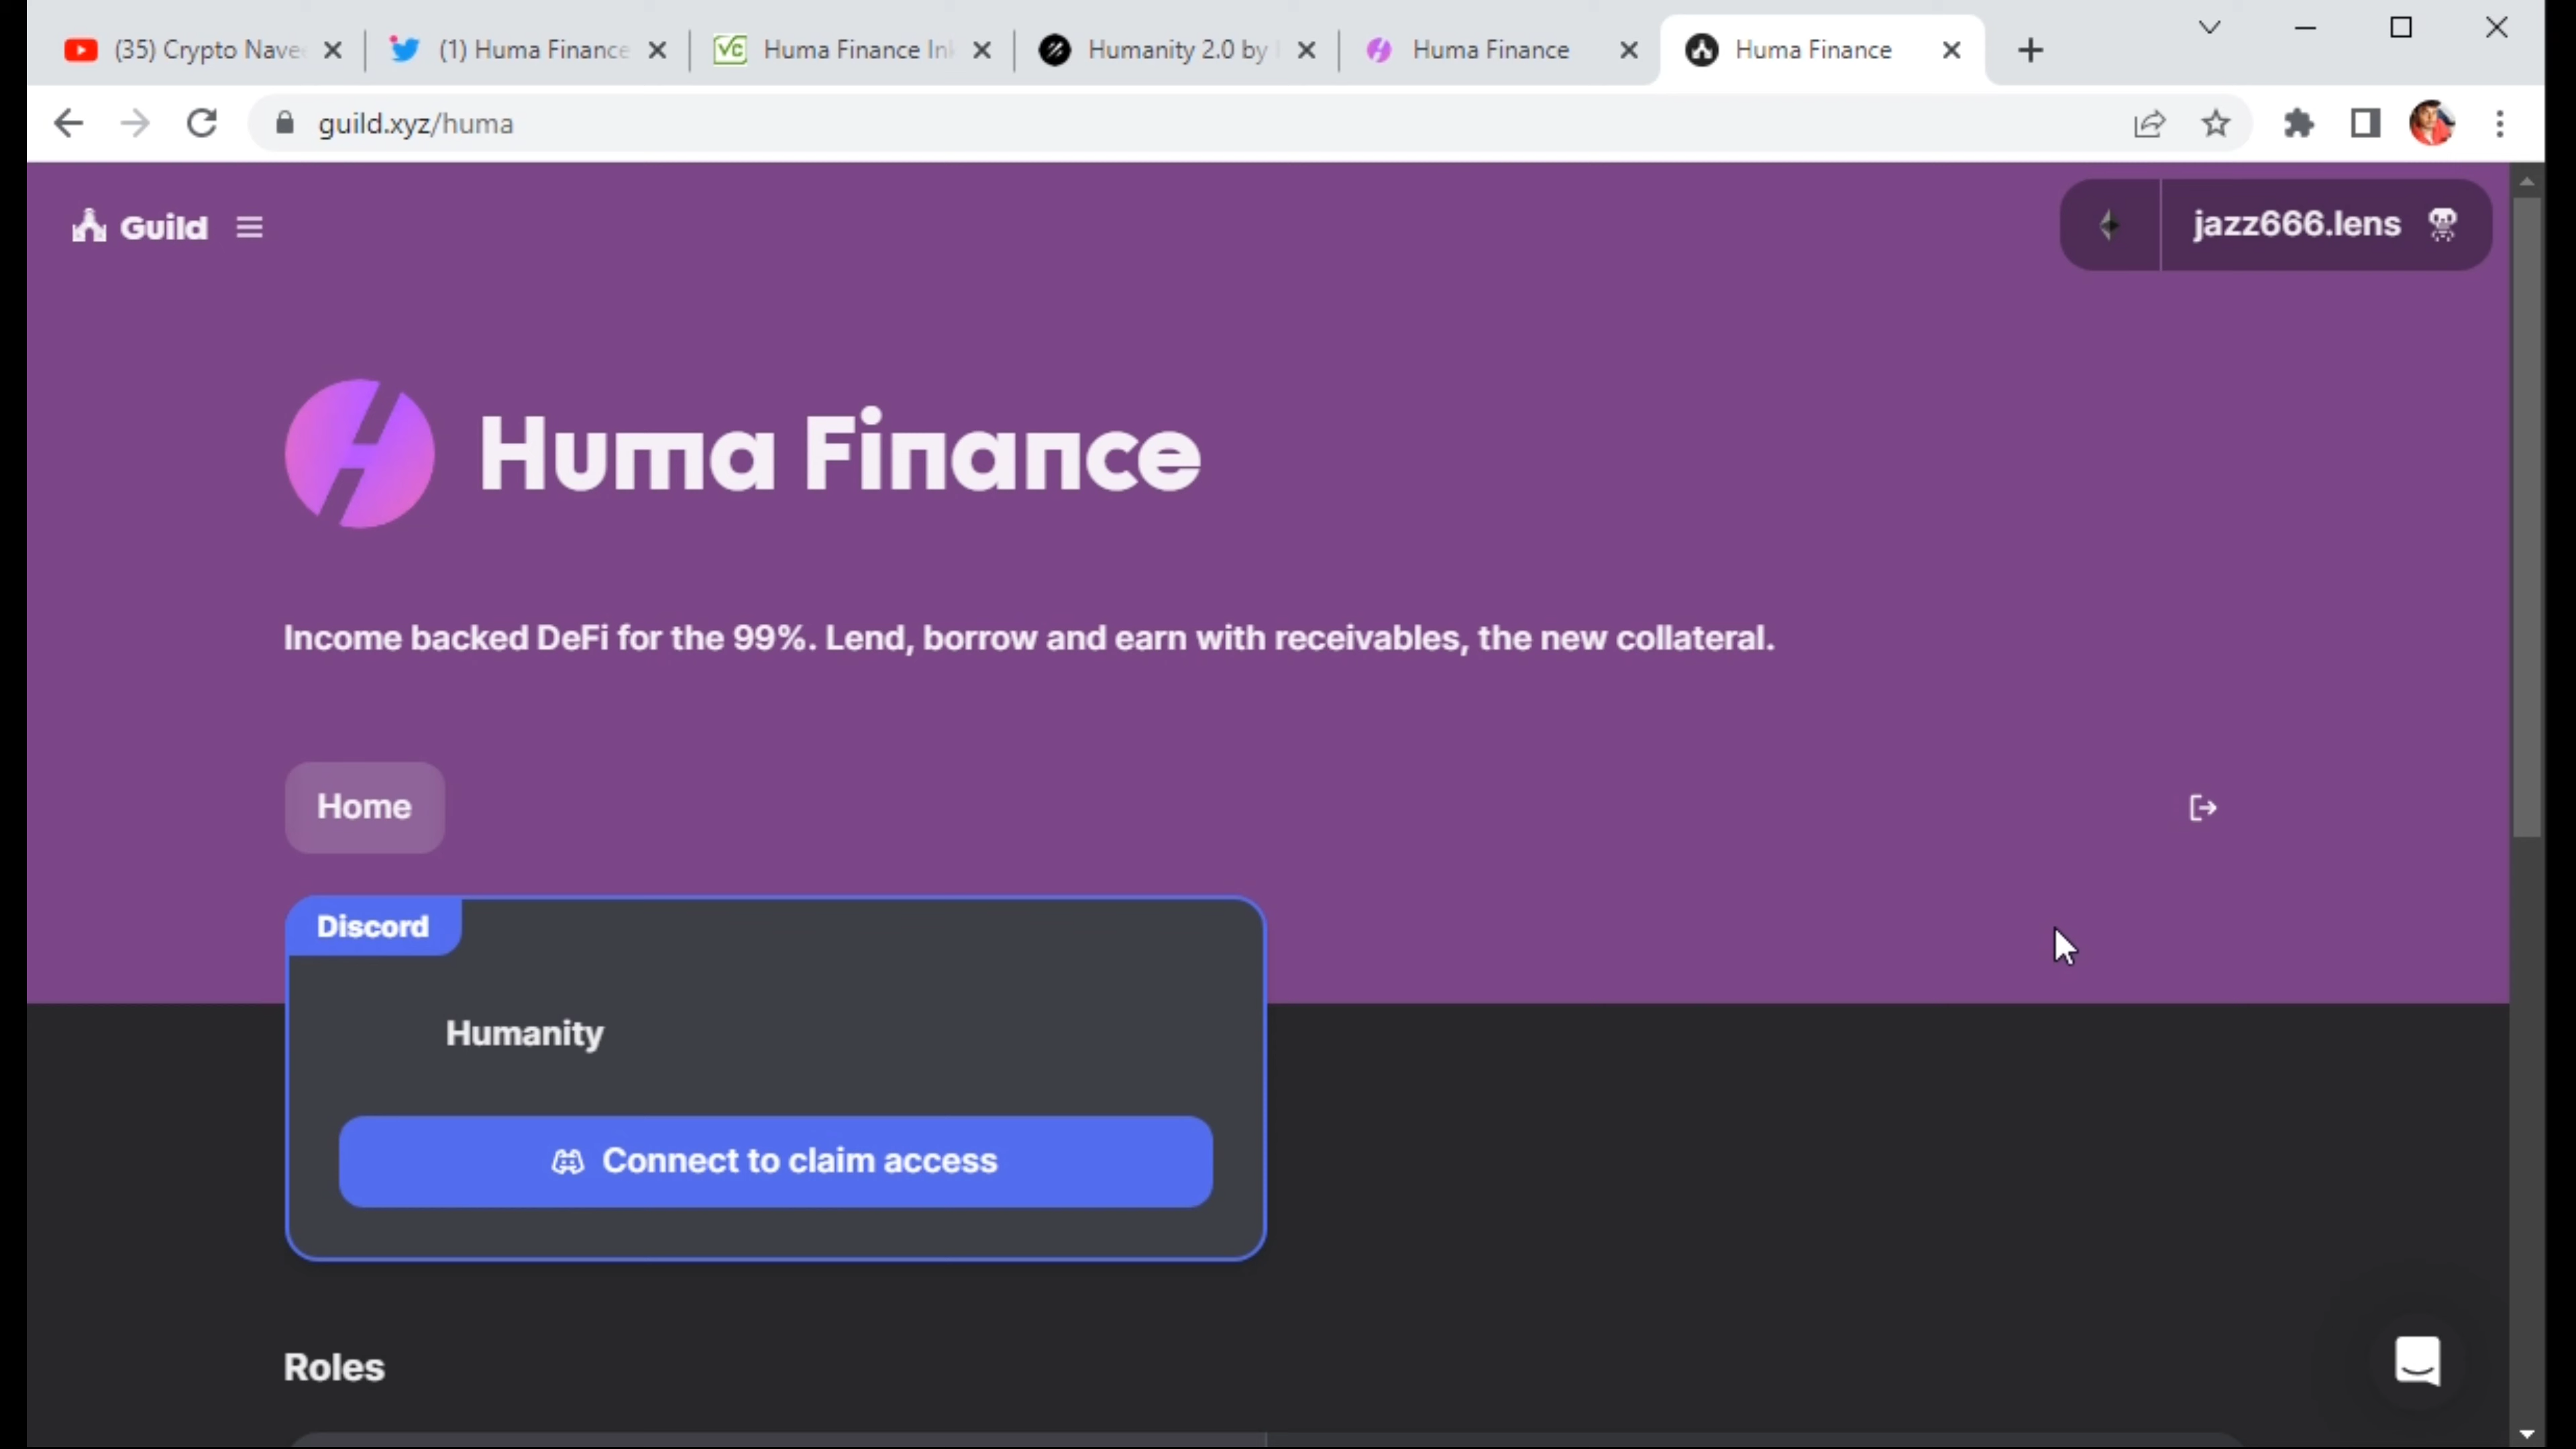 (35) Crypto Nave
(1) Huma Finance
Huma Finance In
Humanity 2.0 by
Huma Finance
Huma Finance
guild.xyz/huma
Guild
jazz666.lens
Huma Finance
Income backed DeFi for the 99%. Lend, borrow and earn with receivables, the new collateral.
Home
Discord
Humanity
Connect to claim access
Roles